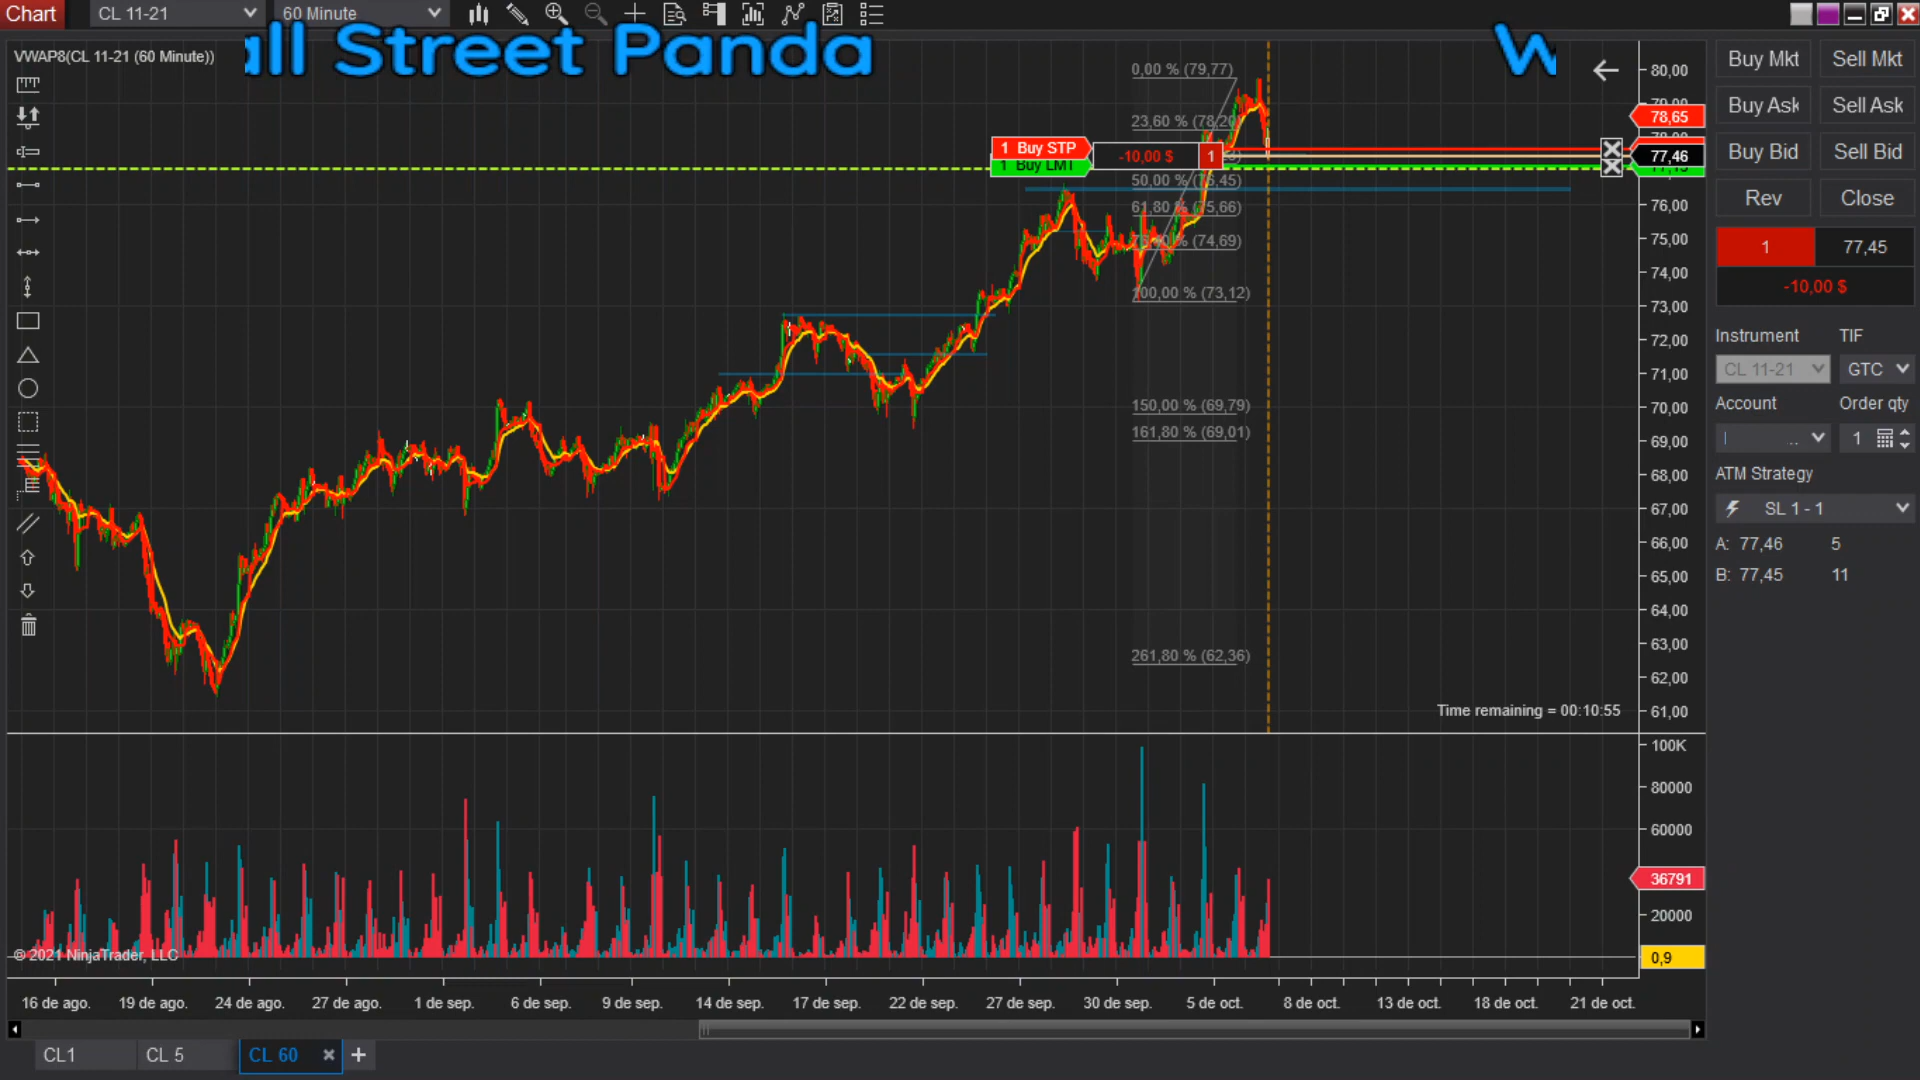 Chart CL 11-21 60 Minute
all Street Panda W
VWAP8(CL 11-21 (60 Minute))
0,00 % (79,77)
23,60 % (78,20)
1 Buy STP
-10,00 $ 1
1 Buy LMT
50,00 % (76,45)
61,80 % (75,66)
% (74,69)
100,00 % (73,12)
150,00 % (69,79)
161,80 % (69,01)
261,80 % (62,36)
Time remaining = 00:10:55
80,00
78,65
77,46
76,00
75,00
74,00
73,00
72,00
71,00
70,00
69,00
68,00
67,00
66,00
65,00
64,00
63,00
62,00
61,00
100K
80000
60000
36791
20000
0,9
© 2021 NinjaTrader, LLC
16 de ago. 19 de ago. 24 de ago. 27 de ago. 1 de sep. 6 de sep. 9 de sep. 14 de sep. 17 de sep. 22 de sep. 27 de sep. 30 de sep. 5 de oct. 8 de oct. 13 de oct. 18 de oct. 21 de oct.
CL1 CL 5 CL 60 × +
Buy Mkt Sell Mkt
Buy Ask Sell Ask
Buy Bid Sell Bid
Rev Close
1 77,45
-10,00 $
Instrument TIF
CL 11-21 GTC
Account Order qty
.. 1
ATM Strategy
SL 1 - 1
A: 77,46 5
B: 77,45 11